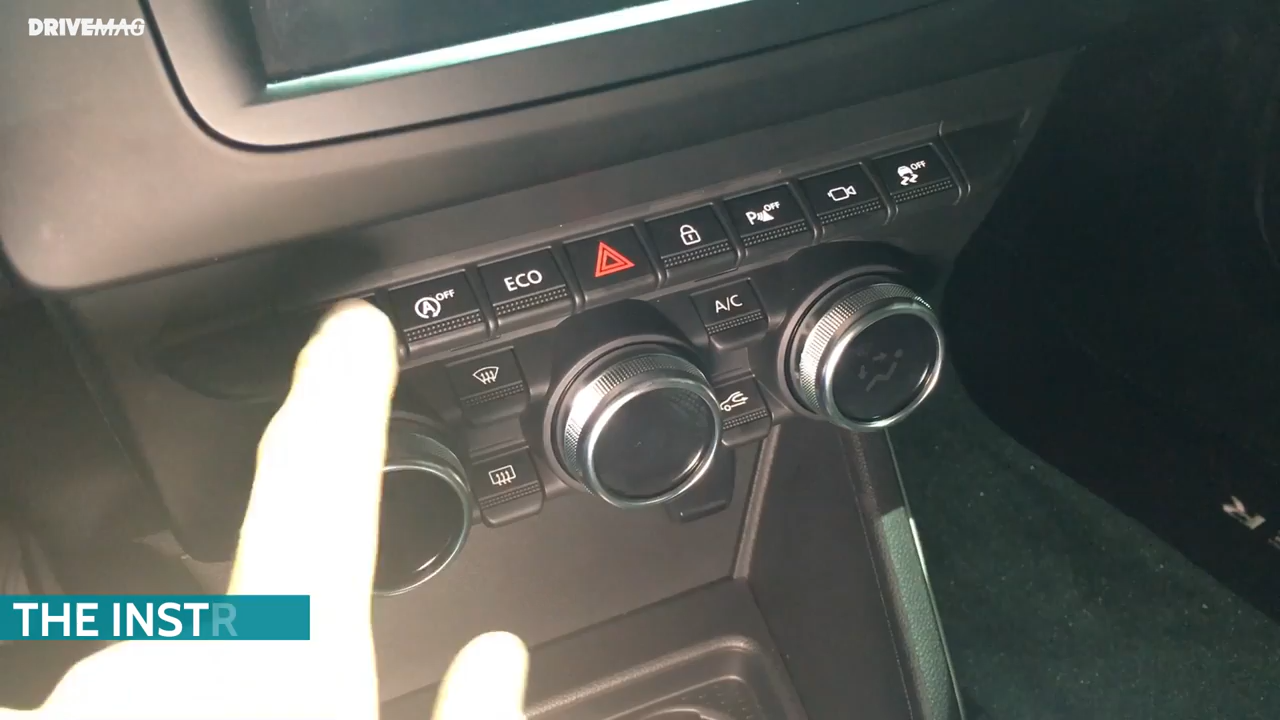 DRIVEMAG
OFF
P OFF
ECO
A OFF
A/C
THE INSTR